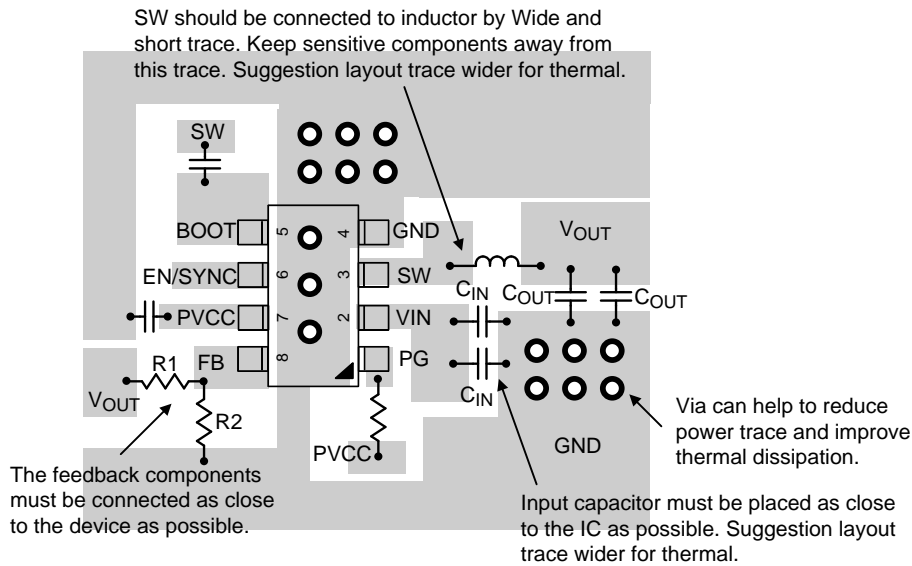 SW should be connected to inductor by Wide and
short trace. Keep sensitive components away from
this trace. Suggestion layout trace wider for thermal.
SW
BOOT
5
4
GND
VOUT
EN/SYNC
6
3
SW
CIN
COUT
COUT
PVCC
7
2
VIN
R1
FB
8
PG
VOUT
CIN
R2
PVCC
GND
Via can help to reduce
power trace and improve
thermal dissipation.
The feedback components
must be connected as close
to the device as possible.
Input capacitor must be placed as close
to the IC as possible. Suggestion layout
trace wider for thermal.